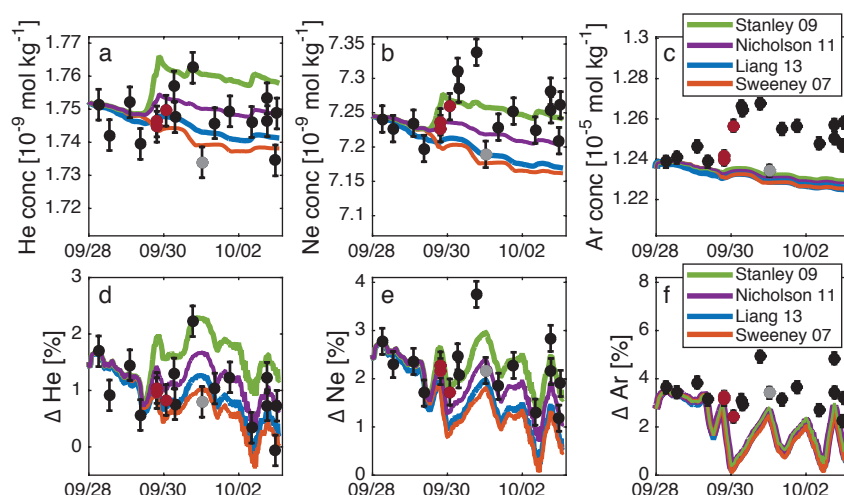 He conc [10⁻⁹ mol kg⁻¹]
1.77
1.76
1.75
1.74
1.73
1.72
a
09/28 09/30 10/02
Ne conc [10⁻⁹ mol kg⁻¹]
7.35
7.3
7.25
7.2
7.15
7.1
b
09/28 09/30 10/02
Ar conc [10⁻⁵ mol kg⁻¹]
1.3
1.28
1.26
1.24
1.22
c
Stanley 09
Nicholson 11
Liang 13
Sweeney 07
09/28 09/30 10/02
Δ He [%]
3
2
1
0
d
09/28 09/30 10/02
Δ Ne [%]
5
4
3
2
1
0
e
09/28 09/30 10/02
Δ Ar [%]
8
6
4
2
0
f
Stanley 09
Nicholson 11
Liang 13
Sweeney 07
09/28 09/30 10/02